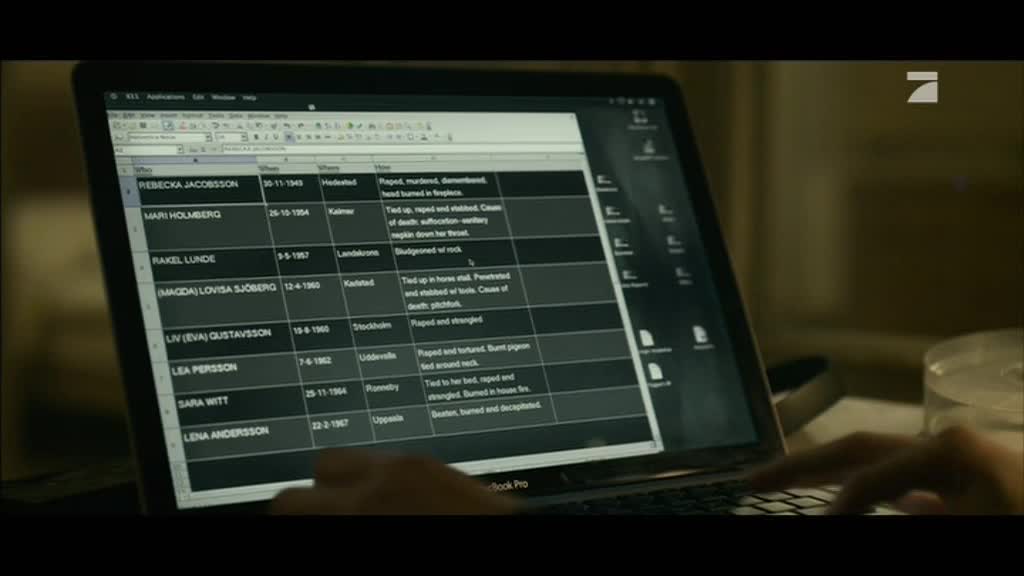 Applications Edit Window Help
Who When Where How
REBECKA JACOBSSON 30-11-1949 Hedestad Raped, murdered, dismembered,
head burned in fireplace.
MARI HOLMBERG 26-10-1954 Kalmar Tied up, raped and stabbed. Cause
of death: suffocation-sanitary
napkin down her throat.
RAKEL LUNDE 3-5-1957 Landskrona Bludgeoned w/ rock
(MAGDA) LOVISA SJÖBERG 12-4-1960 Karlstad Tied up in horse stall. Penetrated
and stabbed w/ tools. Cause of
death: pitchfork.
LIV (EVA) GUSTAVSSON 19-8-1960 Stockholm Raped and strangled
LEA PERSSON 7-6-1962 Uddevalla Raped and tortured. Burnt pigeon
tied around neck.
SARA WITT 25-11-1964 Ronneby Tied to her bed, raped and
strangled. Burned in house fire.
LENA ANDERSSON 22-2-1967 Uppsala Beaten, burned and decapitated.
Book Pro